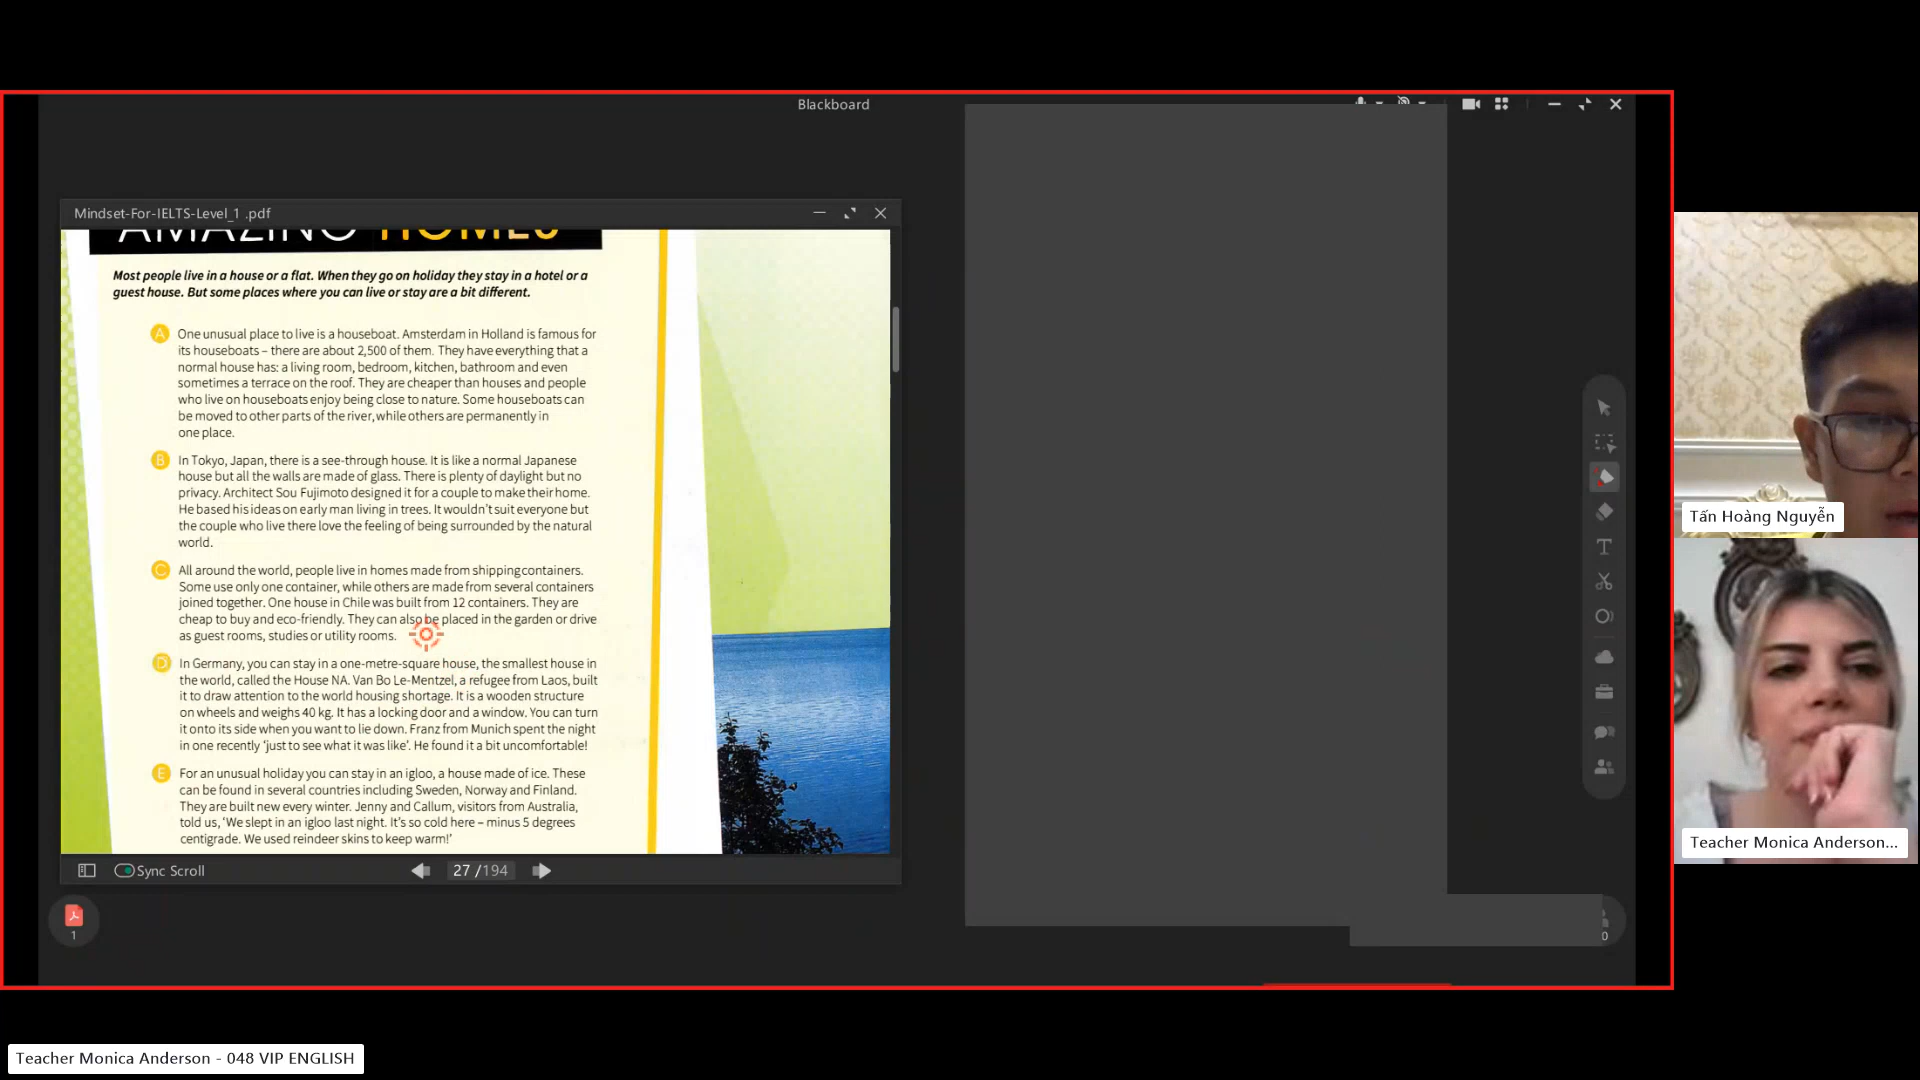 Blackboard
Mindset-For-IELTS-Level_1 .pdf
AMAZING HOMES
Most people live in a house or a flat. When they go on holiday they stay in a hotel or a
guest house. But some places where you can live or stay are a bit different.
A One unusual place to live is a houseboat. Amsterdam in Holland is famous for
its houseboats – there are about 2,500 of them. They have everything that a
normal house has: a living room, bedroom, kitchen, bathroom and even
sometimes a terrace on the roof. They are cheaper than houses and people
who live on houseboats enjoy being close to nature. Some houseboats can
be moved to other parts of the river, while others are permanently in
one place.
B In Tokyo, Japan, there is a see-through house. It is like a normal Japanese
house but all the walls are made of glass. There is plenty of daylight but no
privacy. Architect Sou Fujimoto designed it for a couple to make their home.
He based his ideas on early man living in trees. It wouldn't suit everyone but
the couple who live there love the feeling of being surrounded by the natural
world.
C All around the world, people live in homes made from shipping containers.
Some use only one container, while others are made from several containers
joined together. One house in Chile was built from 12 containers. They are
cheap to buy and eco-friendly. They can also be placed in the garden or drive
as guest rooms, studies or utility rooms.
D In Germany, you can stay in a one-metre-square house, the smallest house in
the world, called the House NA. Van Bo Le-Mentzel, a refugee from Laos, built
it to draw attention to the world housing shortage. It is a wooden structure
on wheels and weighs 40 kg. It has a locking door and a window. You can turn
it onto its side when you want to lie down. Franz from Munich spent the night
in one recently 'just to see what it was like'. He found it a bit uncomfortable!
E For an unusual holiday you can stay in an igloo, a house made of ice. These
can be found in several countries including Sweden, Norway and Finland.
They are built new every winter. Jenny and Callum, visitors from Australia,
told us, 'We slept in an igloo last night. It's so cold here – minus 5 degrees
centigrade. We used reindeer skins to keep warm!'
Sync Scroll
27 /194
1
0
Tấn Hoàng Nguyễn
Teacher Monica Anderson...
Teacher Monica Anderson - 048 VIP ENGLISH